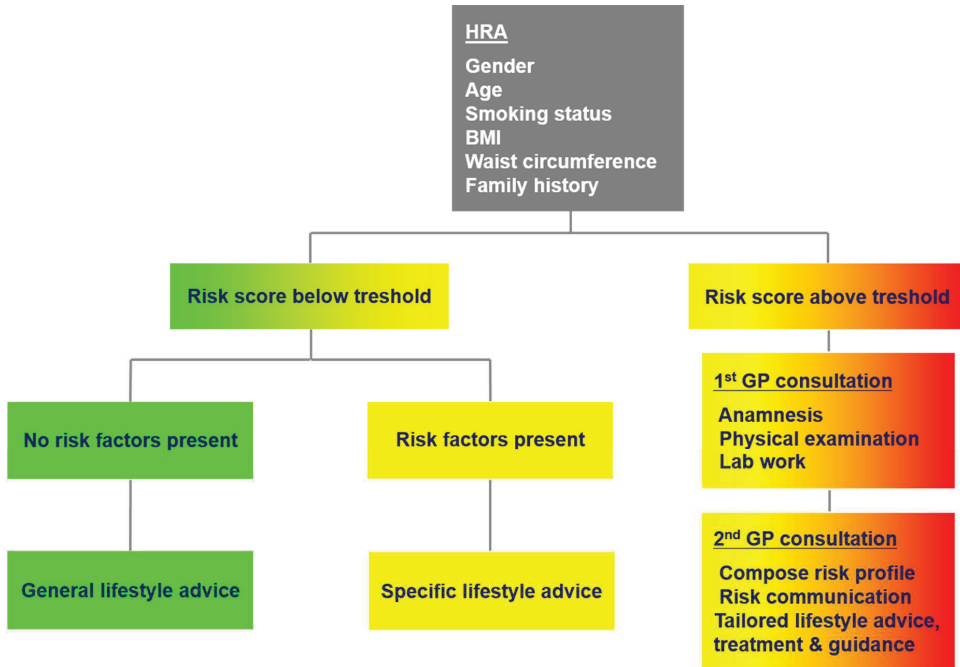 HRA
Gender
Age
Smoking status
BMI
Waist circumference
Family history
Risk score below treshold
Risk score above treshold
1st GP consultation
Anamnesis
Physical examination
Lab work
No risk factors present
Risk factors present
2nd GP consultation
Compose risk profile
Risk communication
Tailored lifestyle advice,
treatment & guidance
General lifestyle advice
Specific lifestyle advice